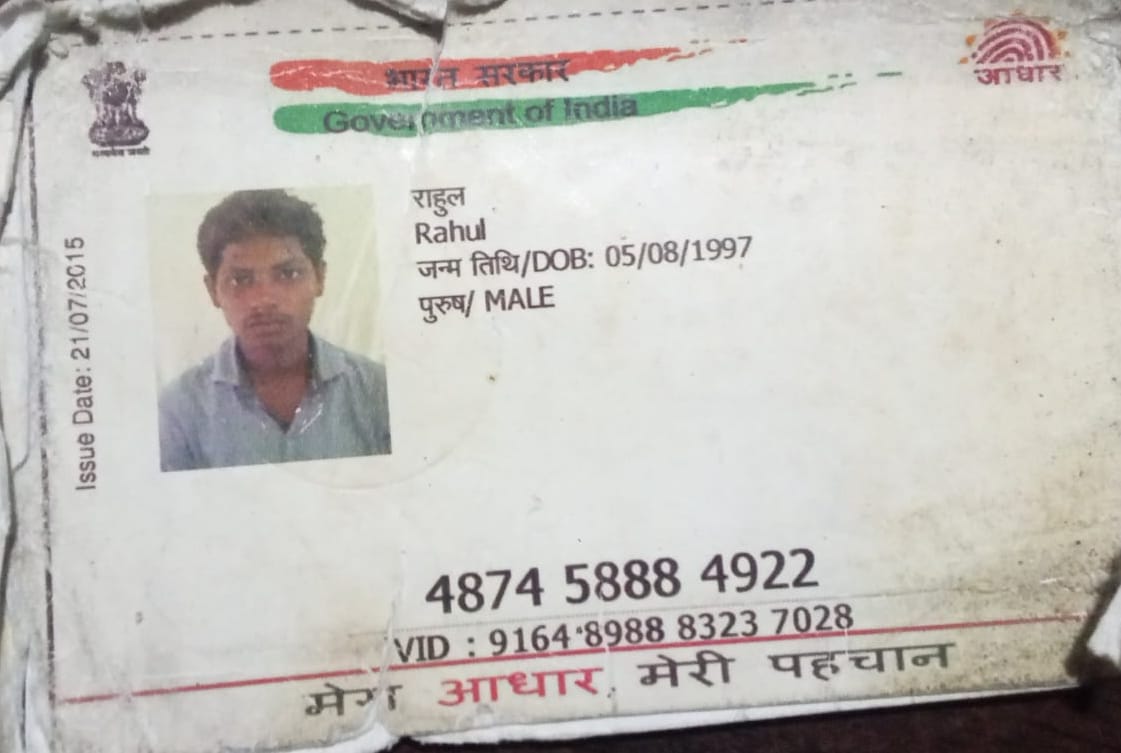 भारत सरकार
Government of India
आधार
Issue Date: 21/07/2015
राहुल
Rahul
जन्म तिथि/DOB: 05/08/1997
पुरुष/ MALE
4874 5888 4922
VID : 9164 8988 8323 7028
मेरा आधार, मेरी पहचान